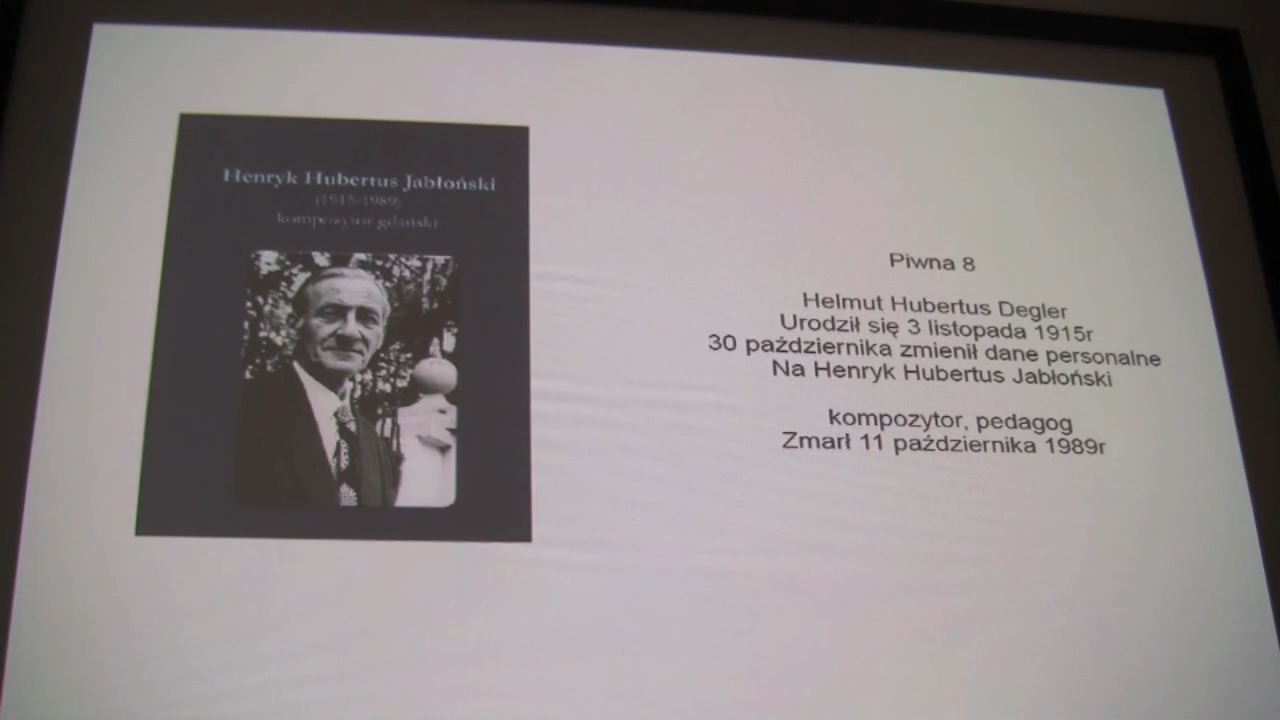 Henryk Hubertus Jabłoński
(1915-1989)
kompozytor gdański
Piwna 8
Helmut Hubertus Degler
Urodził się 3 listopada 1915r
30 października zmienił dane personalne
Na Henryk Hubertus Jabłoński
kompozytor, pedagog
Zmarł 11 października 1989r